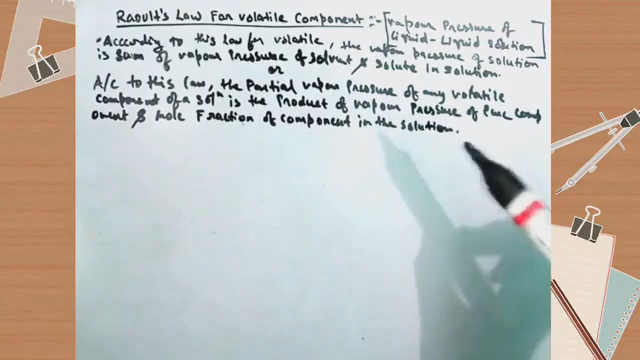 Raoult's Law For Volatile Component :- [vapour Pressure of Liquid-Liquid solution]
• According to this law for volatile, the vapour pressure of solution
is sum of vapour Pressure of solvent & solute in solution.
or
A/c to this law, the Partial vapour Pressure of any volatile
component of a solⁿ is the Product of vapour Pressure of Pure comp
onent & mole Fraction of component in the solution.